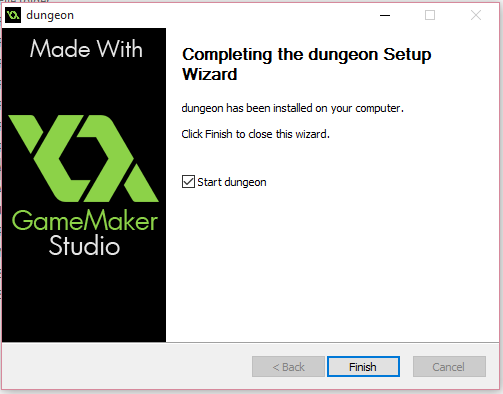 dungeon
Made With
GameMaker
Studio
Completing the dungeon Setup
Wizard
dungeon has been installed on your computer.
Click Finish to close this wizard.
Start dungeon
< Back
Finish
Cancel